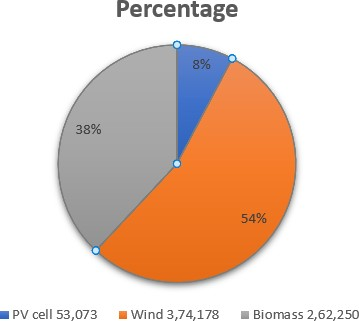 Percentage
8%
38%
54%
PV cell 53,073 Wind 3,74,178 Biomass 2,62,250